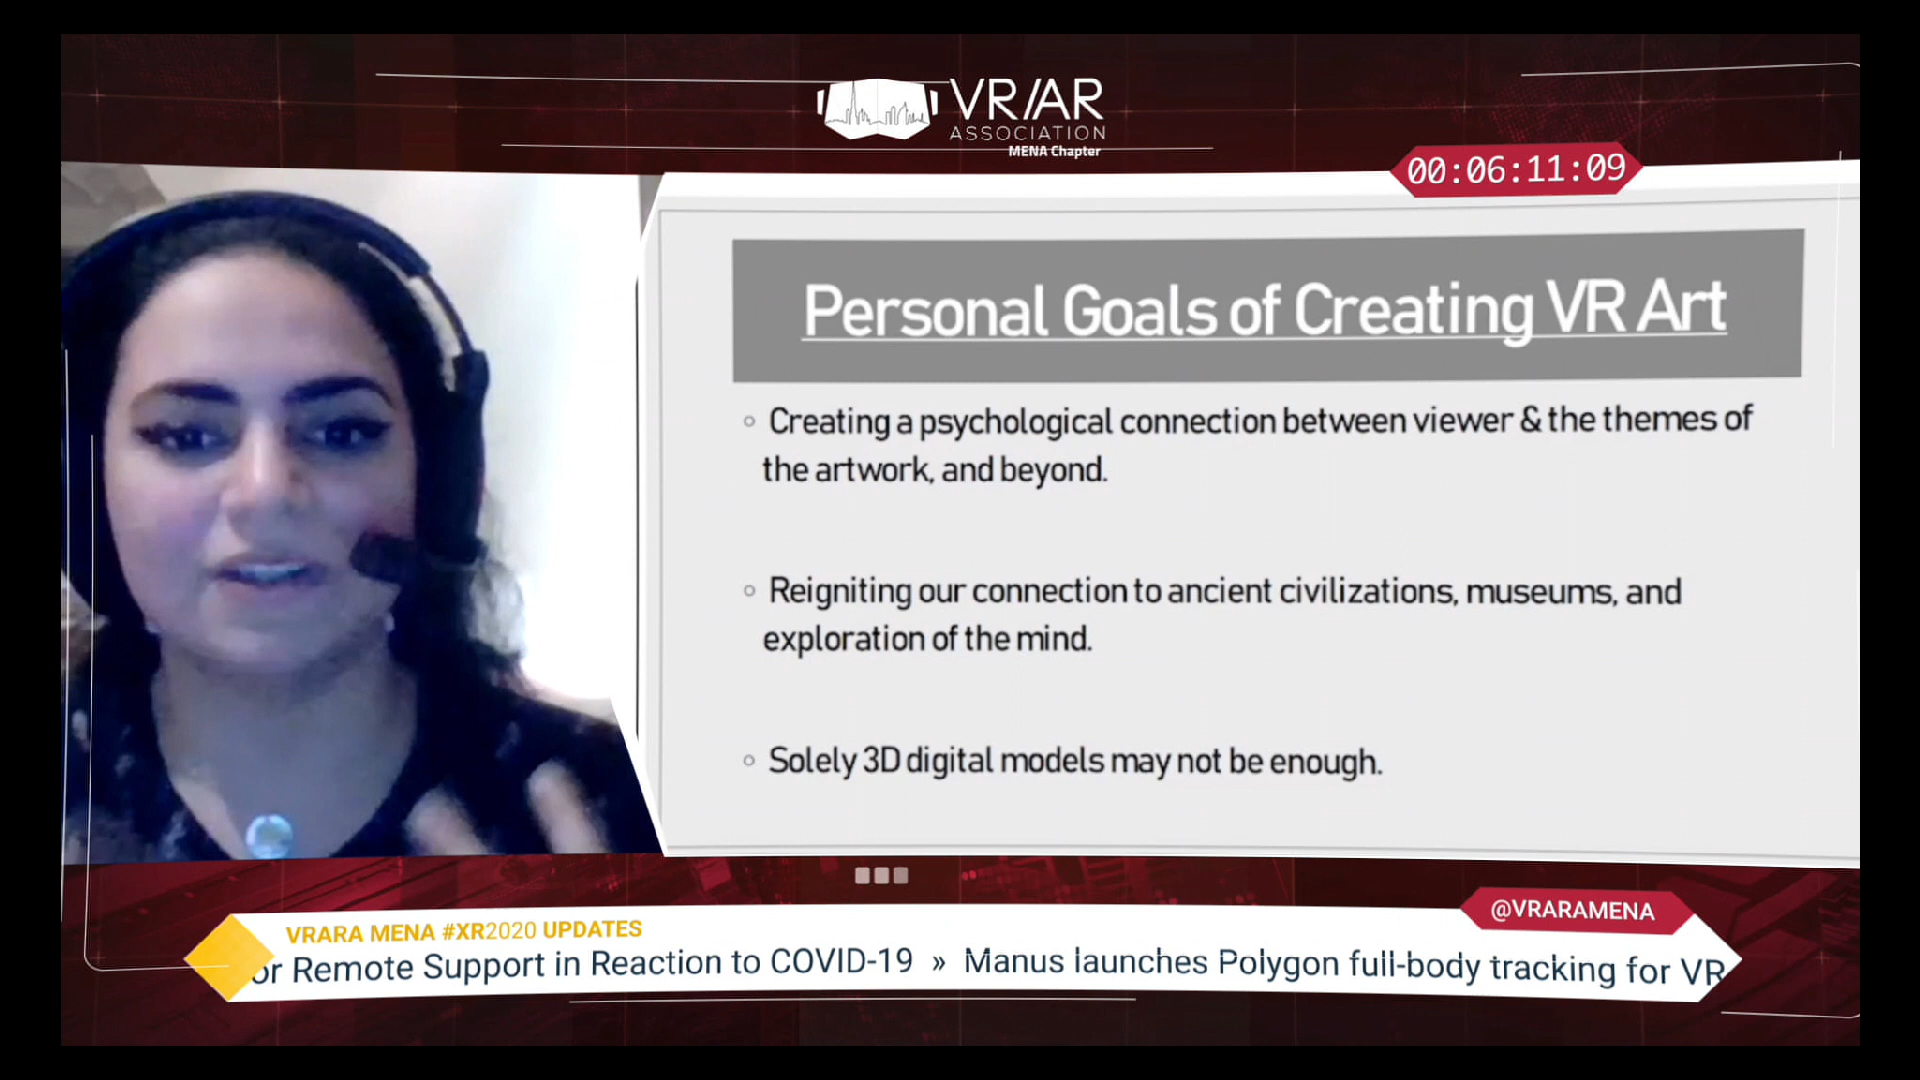 VR/AR
ASSOCIATION
MENA Chapter
00:06:11:09
Personal Goals of Creating VR Art
Creating a psychological connection between viewer & the themes of
the artwork, and beyond.
Reigniting our connection to ancient civilizations, museums, and
exploration of the mind.
Solely 3D digital models may not be enough.
@VRARAMENA
VRARA MENA #XR2020 UPDATES
or Remote Support in Reaction to COVID-19 » Manus launches Polygon full-body tracking for VR